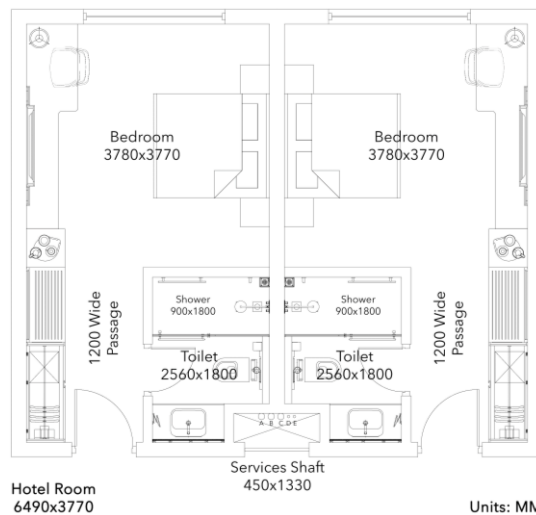 Bedroom
3780x3770
Bedroom
3780x3770
Shower
900x1800
Shower
900x1800
1200 Wide
Passage
Toilet
2560x1800
Toilet
2560x1800
1200 Wide
Passage
A B C D E
Services Shaft
450x1330
Hotel Room
6490x3770
Units: MM